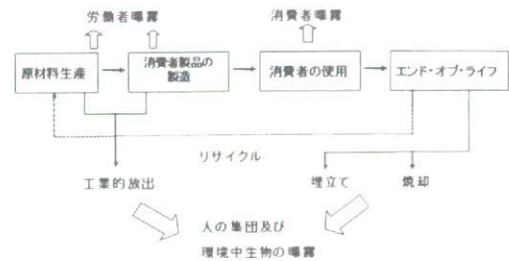 労働者曝露
消費者曝露
原材料生産
消費者製品の
製造
消費者の使用
エンド・オブ・ライフ
リサイクル
工業的放出
埋立て
焼却
人の集団及び
環境中生物の曝露